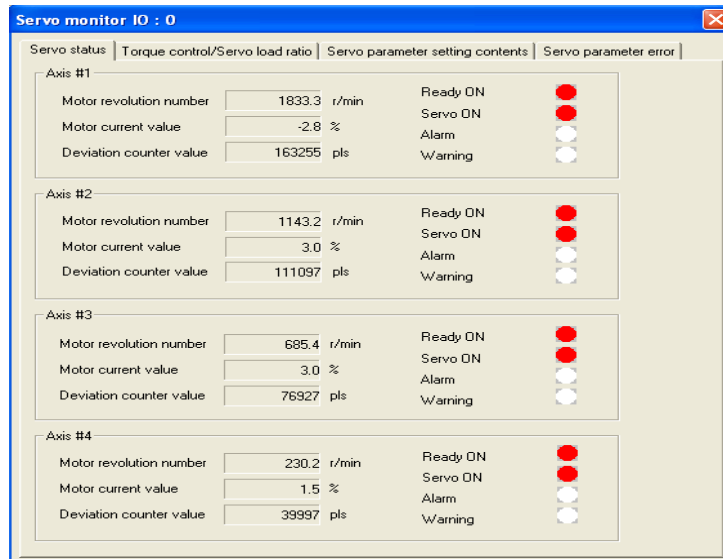 Servo monitor IO : 0
Servo status Torque control/Servo load ratio Servo parameter setting contents Servo parameter error
Axis #1
Motor revolution number 1833.3 r/min Ready ON
Motor current value -2.8 % Servo ON
Alarm
Deviation counter value 163255 pls Warning
Axis #2
Motor revolution number 1143.2 r/min Ready ON
Motor current value 3.0 % Servo ON
Alarm
Deviation counter value 111097 pls Warning
Axis #3
Motor revolution number 685.4 r/min Ready ON
Motor current value 3.0 % Servo ON
Alarm
Deviation counter value 76927 pls Warning
Axis #4
Motor revolution number 230.2 r/min Ready ON
Motor current value 1.5 % Servo ON
Alarm
Deviation counter value 39997 pls Warning